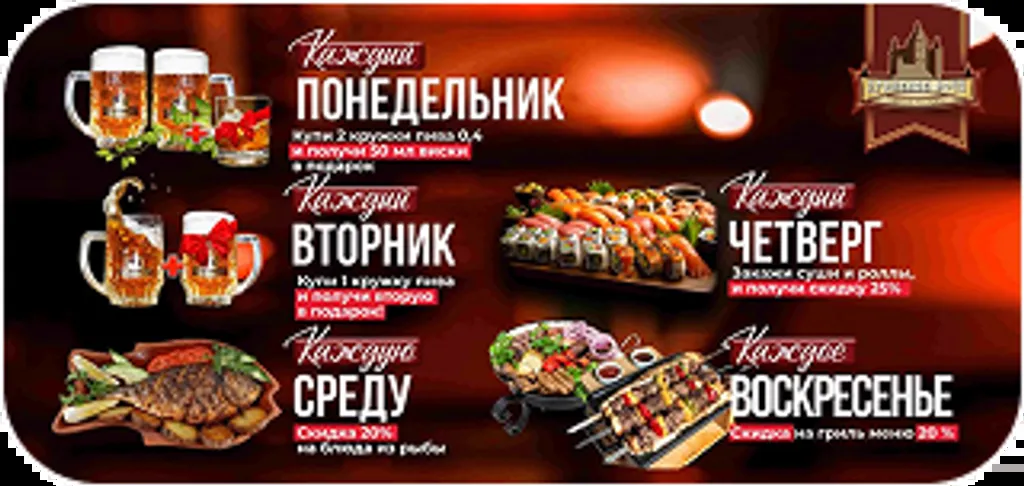 Каждый
ПОНЕДЕЛЬНИК
Купи 2 кружки пива 0,4
и получи 50 мл виски
в подарок
Каждый
ВТОРНИК
Купи 1 кружку пива
и получи вторую
в подарок!
Каждую
СРЕДУ
Скидка 20%
на блюда из рыбы
Каждый
ЧЕТВЕРГ
Закажи суши и роллы,
и получи скидку 25%
Каждое
ВОСКРЕСЕНЬЕ
Скидка на гриль меню 20 %